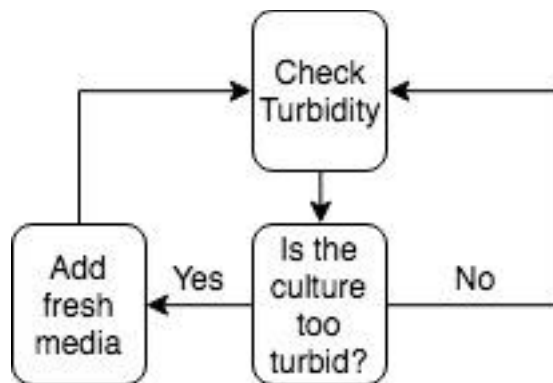 Check
Turbidity
Is the
culture
too
turbid?
Yes
No
Add
fresh
media